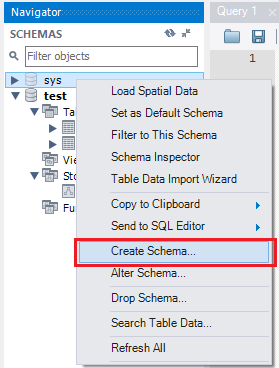 Navigator
Query 1
SCHEMAS
Filter objects
1
sys
test
Ta
Vie
Sto
Fu
Load Spatial Data
Set as Default Schema
Filter to This Schema
Schema Inspector
Table Data Import Wizard
Copy to Clipboard
Send to SQL Editor
Create Schema...
Alter Schema...
Drop Schema...
Search Table Data...
Refresh All